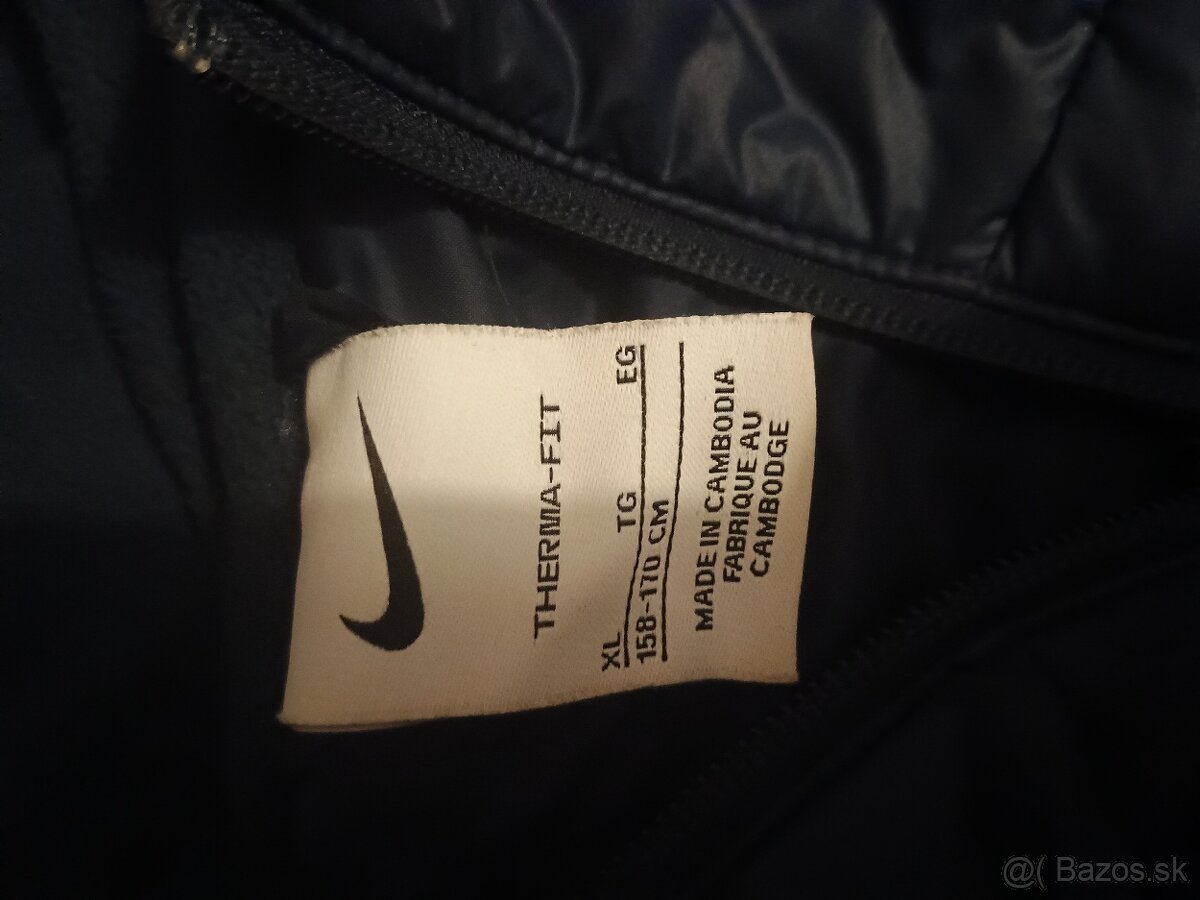 THERMA-FIT
XL TG EG
158-170 CM
MADE IN CAMBODIA
FABRIQUE AU
CAMBODGE
@( Bazos.sk